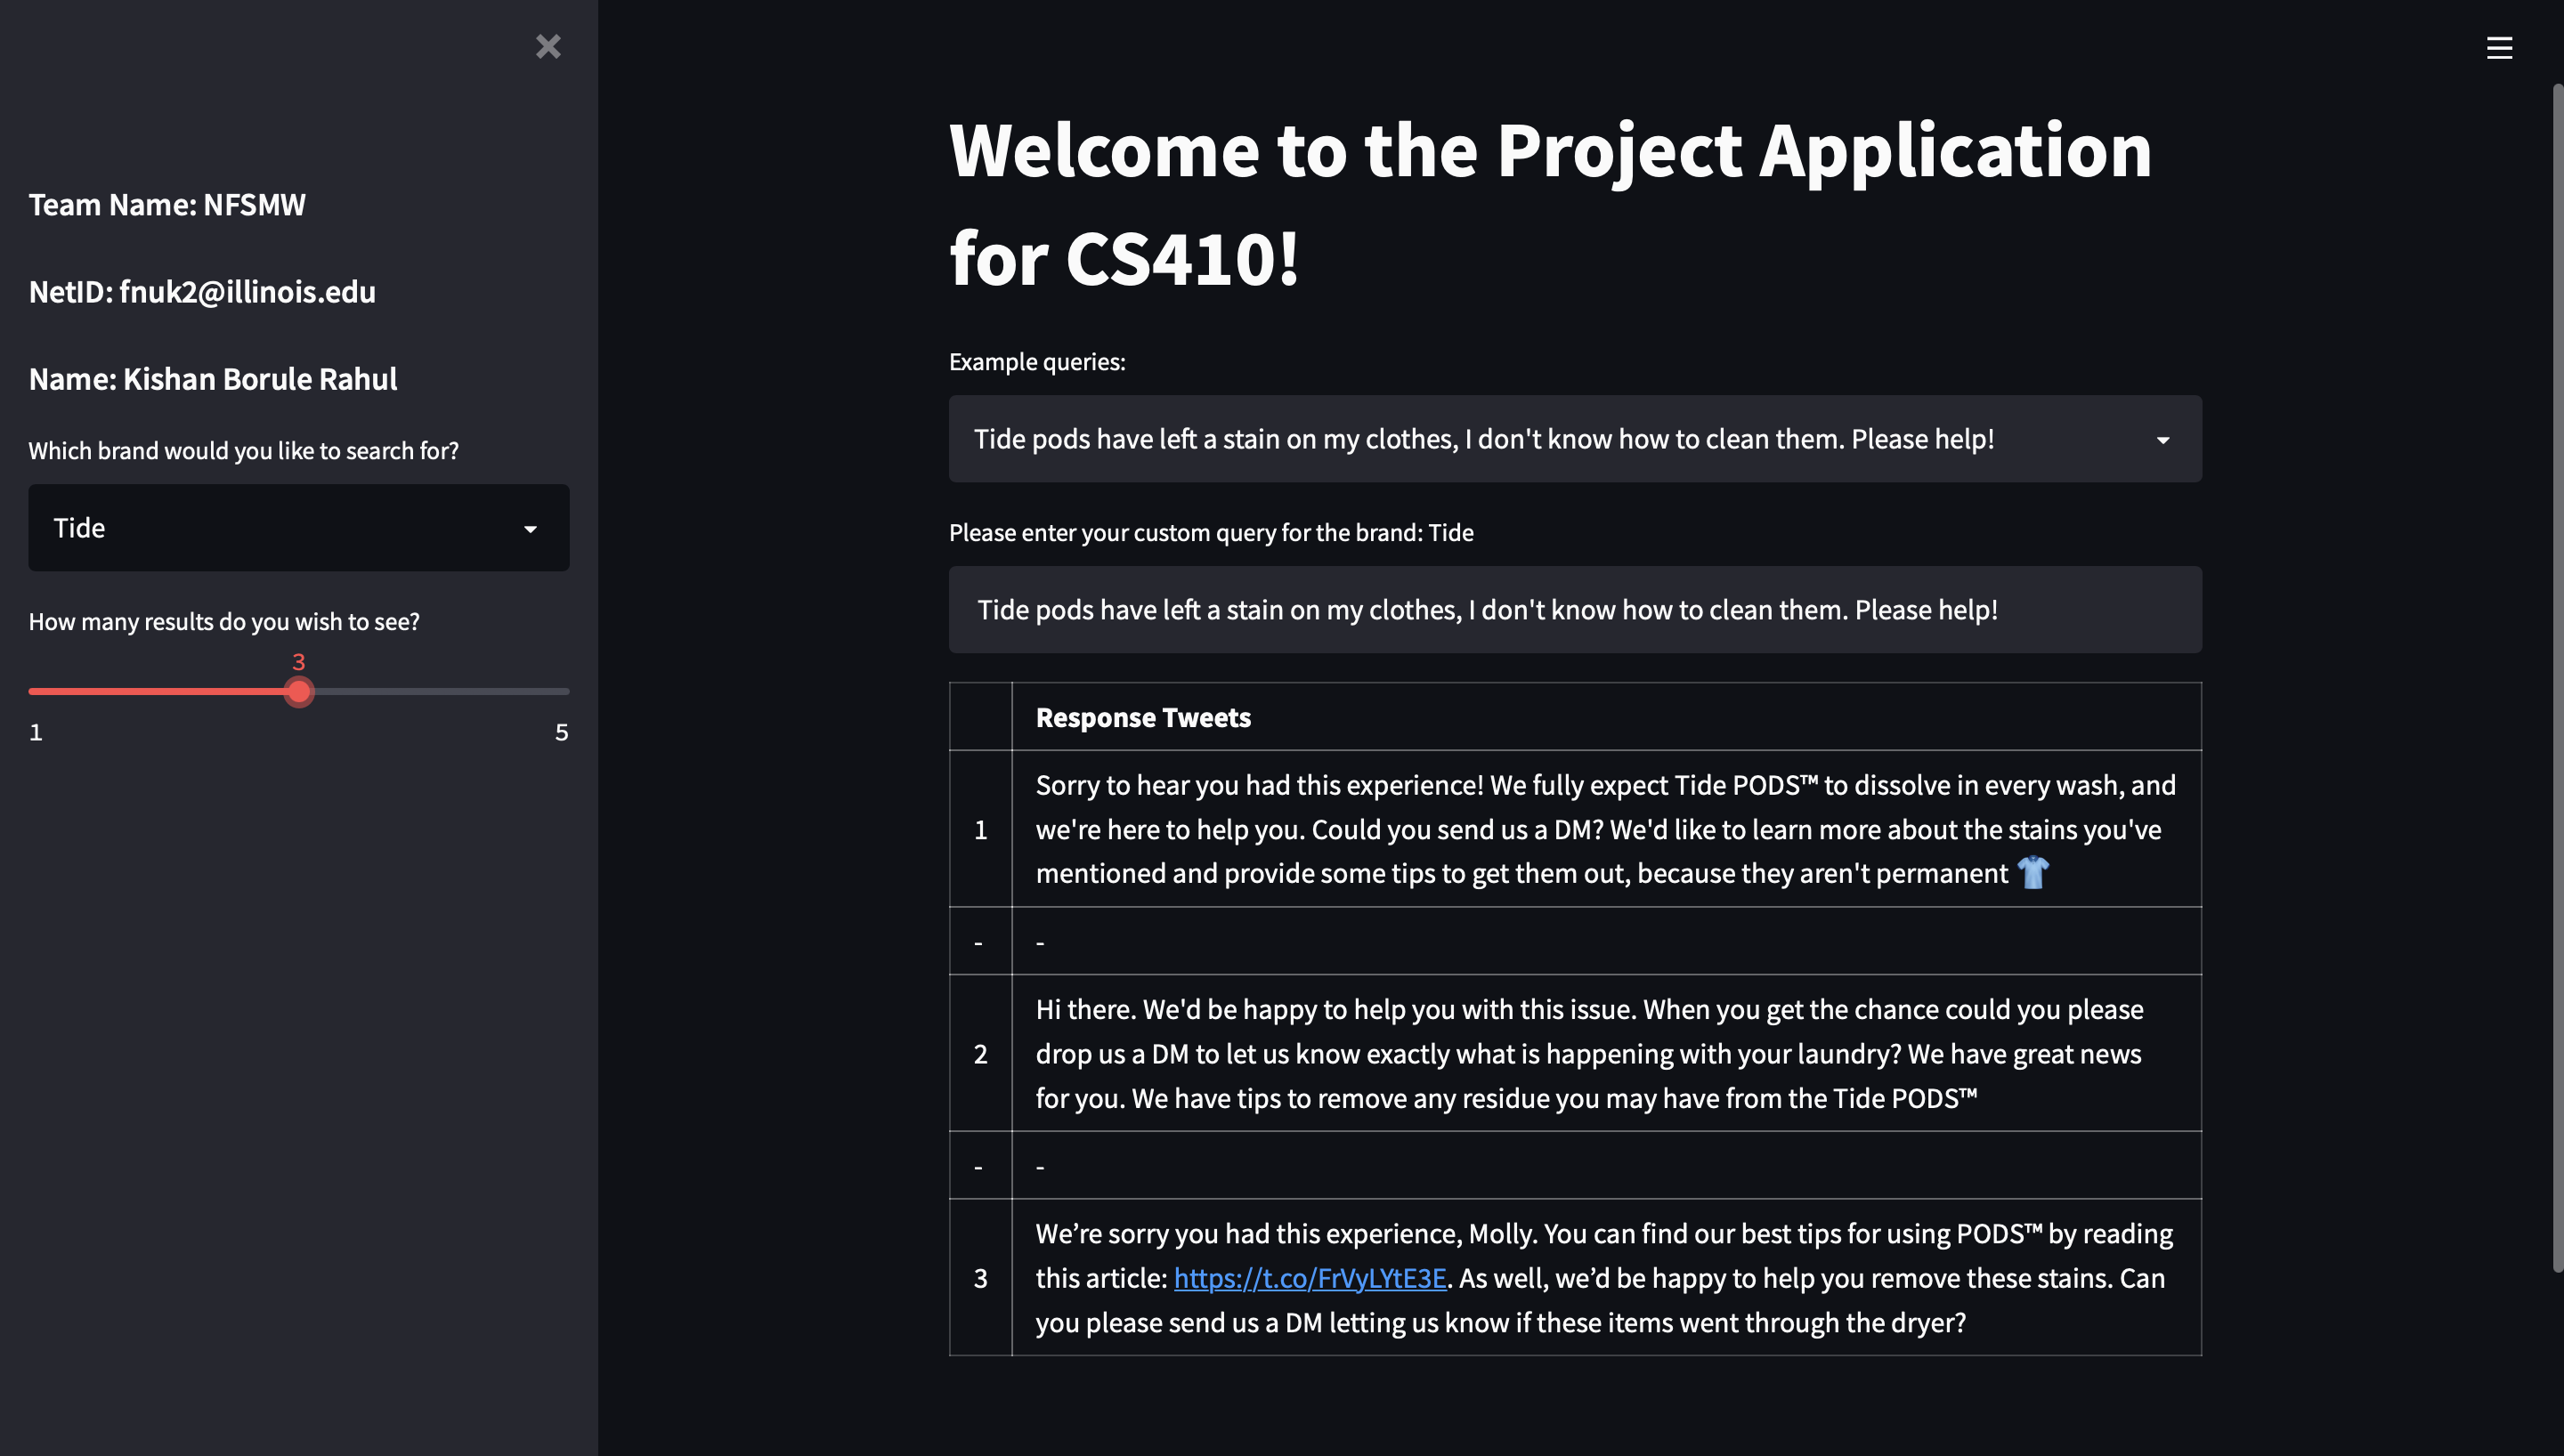 Team Name: NFSMW
NetID: fnuk2@illinois.edu
Name: Kishan Borule Rahul
Which brand would you like to search for?
Tide
How many results do you wish to see?
3
1 5
Welcome to the Project Application
for CS410!
Example queries:
Tide pods have left a stain on my clothes, I don't know how to clean them. Please help!
Please enter your custom query for the brand: Tide
Tide pods have left a stain on my clothes, I don't know how to clean them. Please help!
Response Tweets
Sorry to hear you had this experience! We fully expect Tide PODS™ to dissolve in every wash, and
1 we're here to help you. Could you send us a DM? We'd like to learn more about the stains you've
mentioned and provide some tips to get them out, because they aren't permanent 👕
- -
Hi there. We'd be happy to help you with this issue. When you get the chance could you please
2 drop us a DM to let us know exactly what is happening with your laundry? We have great news
for you. We have tips to remove any residue you may have from the Tide PODS™
- -
We’re sorry you had this experience, Molly. You can find our best tips for using PODS™ by reading
3 this article: https://t.co/FrVyLYtE3E. As well, we’d be happy to help you remove these stains. Can
you please send us a DM letting us know if these items went through the dryer?